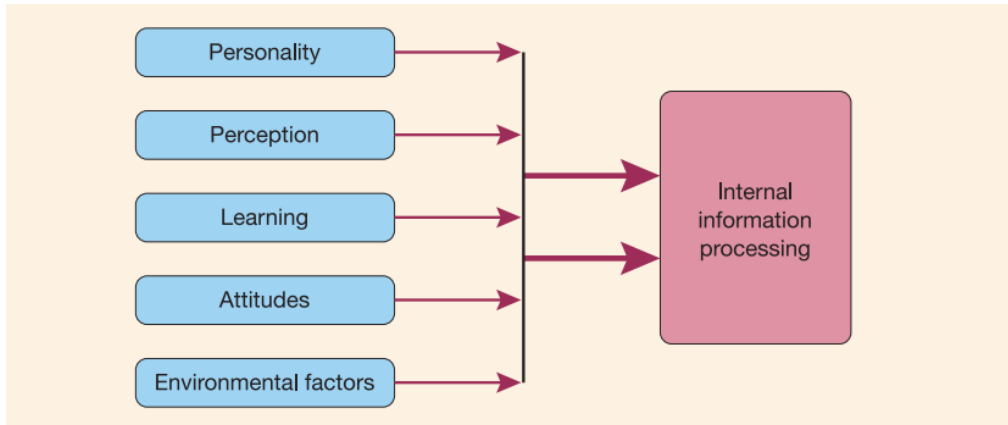 Personality
Perception
Learning
Attitudes
Environmental factors
Internal
information
processing